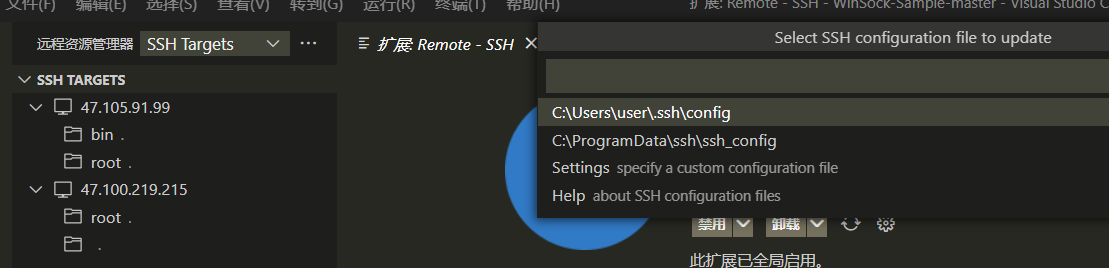 文件(F) 编辑(E) 选择(S) 查看(V) 转到(G) 运行(R) 终端(T) 帮助(H) 扩展: Remote - SSH - WinSock-Sample-master - Visual Studio C
远程资源管理器 SSH Targets ··· 扩展: Remote - SSH
Select SSH configuration file to update
SSH TARGETS
47.105.91.99
bin .
root .
47.100.219.215
root .
.
C:\Users\user\.ssh\config
C:\ProgramData\ssh\ssh_config
Settings specify a custom configuration file
Help about SSH configuration files
禁用 卸载
此扩展已全局启用。